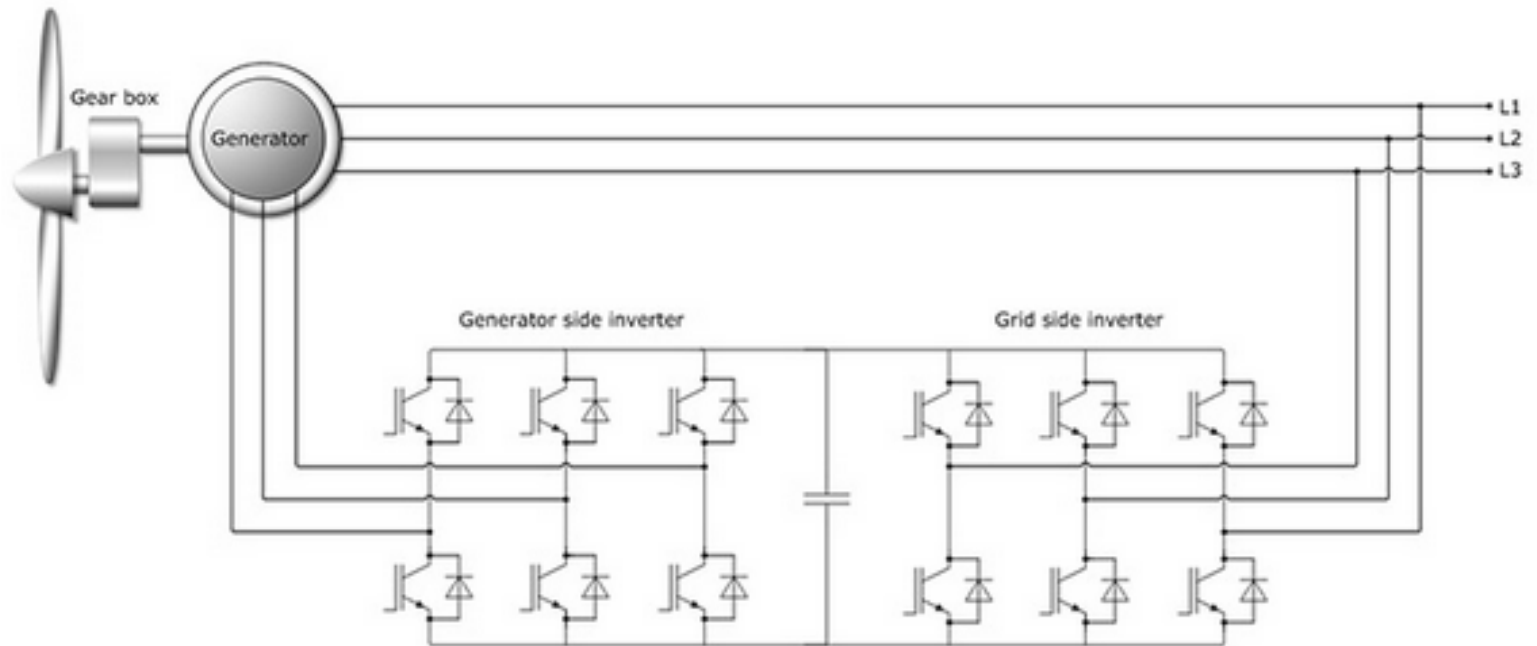 Gear box
Generator
L1
L2
L3
Generator side inverter
Grid side inverter